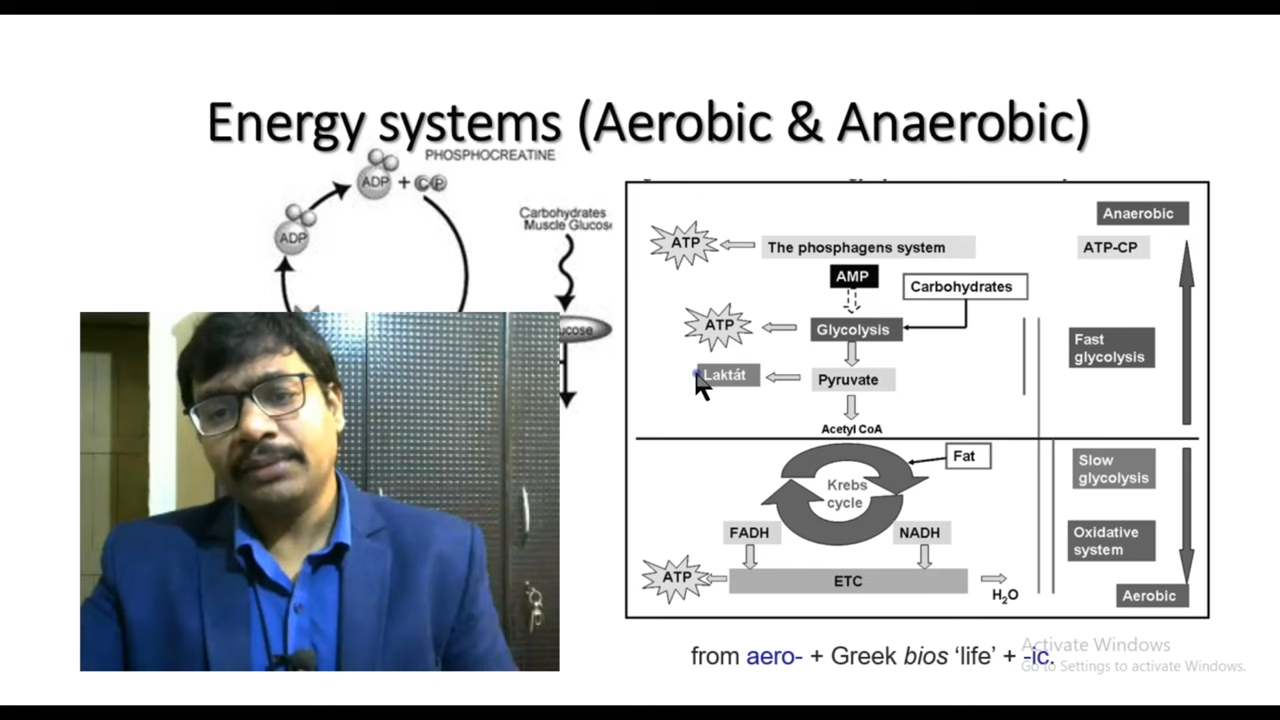 Energy systems (Aerobic & Anaerobic)
PHOSPHOCREATINE
ADP + C P
ADP
Carbohydrates
Muscle Glucose
ucose
Anaerobic
ATP
The phosphagens system
ATP-CP
AMP
Carbohydrates
ATP
Glycolysis
Fast
glycolysis
Laktát
Pyruvate
Acetyl CoA
Fat
Slow
glycolysis
Krebs
cycle
FADH
NADH
Oxidative
system
ATP
ETC
H₂O
Aerobic
from aero- + Greek bios ‘life’ + -ic.
Activate Windows
Go to Settings to activate Windows.